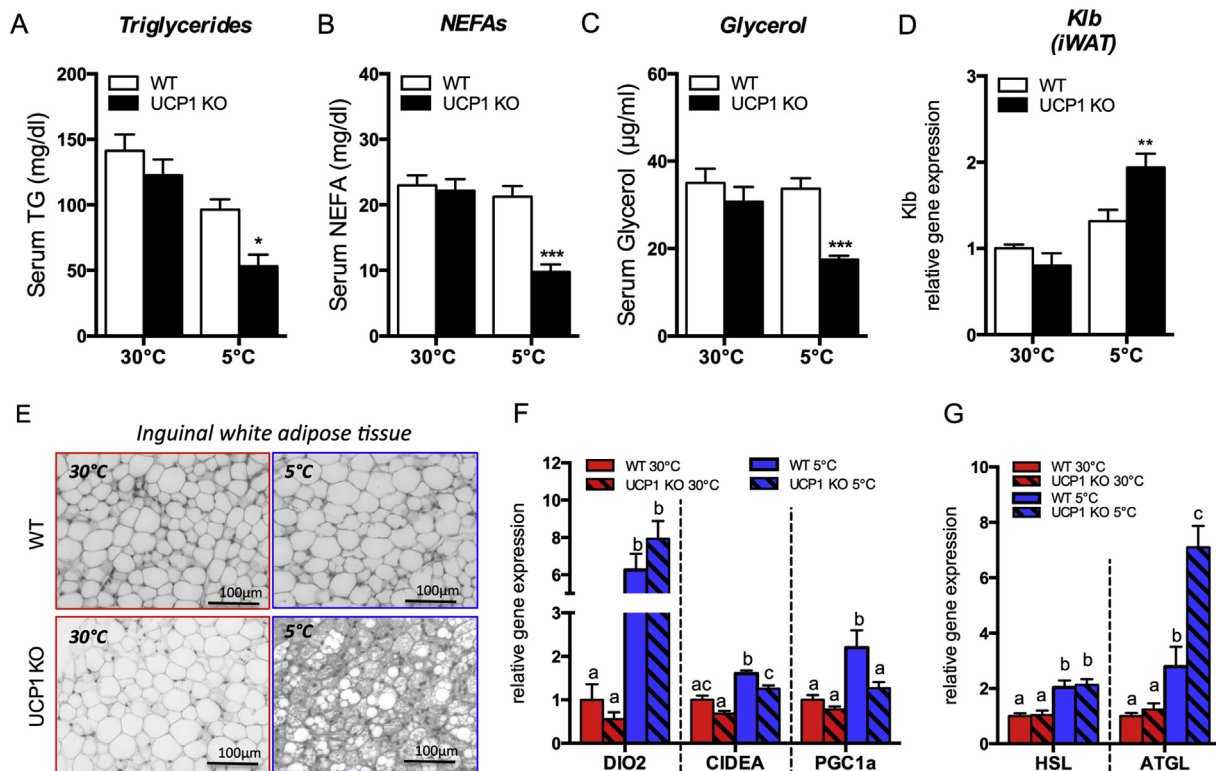 A
Triglycerides
WT
UCP1 KO
Serum TG (mg/dl)
200
150
100
50
0
*
30°C
5°C
B
NEFAs
WT
UCP1 KO
Serum NEFA (mg/dl)
40
30
20
10
0
***
30°C
5°C
C
Glycerol
WT
UCP1 KO
Serum Glycerol (µg/ml)
60
40
20
0
***
30°C
5°C
D
Klb
(iWAT)
WT
UCP1 KO
Klb
relative gene expression
3
2
1
0
**
30°C
5°C
E
Inguinal white adipose tissue
WT
30°C
100µm
5°C
100µm
UCP1 KO
30°C
100µm
5°C
100µm
F
WT 30°C
UCP1 KO 30°C
WT 5°C
UCP1 KO 5°C
relative gene expression
12
10
8
6
4
2
1
0
a
a
b
b
ac
a
b
c
a
a
b
a
DIO2
CIDEA
PGC1a
G
WT 30°C
UCP1 KO 30°C
WT 5°C
UCP1 KO 5°C
relative gene expression
10
8
6
4
2
0
a
a
b
b
a
a
b
c
HSL
ATGL